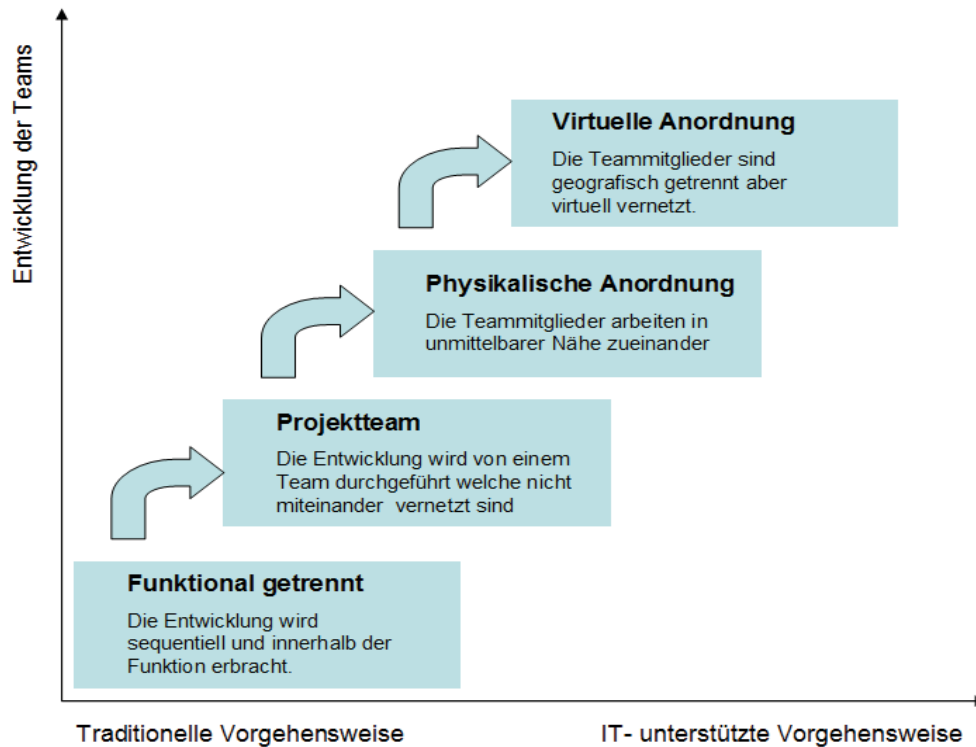 Entwicklung der Teams
Virtuelle Anordnung
Die Teammitglieder sind
geografisch getrennt aber
virtuell vernetzt.
Physikalische Anordnung
Die Teammitglieder arbeiten in
unmittelbarer Nähe zueinander
Projektteam
Die Entwicklung wird von einem
Team durchgeführt welche nicht
miteinander vernetzt sind
Funktional getrennt
Die Entwicklung wird
sequentiell und innerhalb der
Funktion erbracht.
Traditionelle Vorgehensweise
IT- unterstützte Vorgehensweise